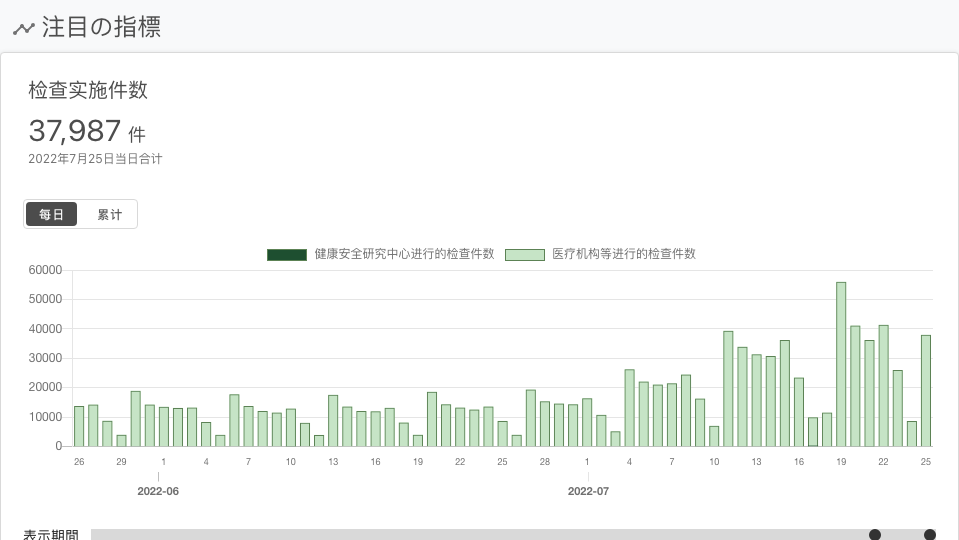 注目の指標
检查实施件数
37,987 件
2022年7月25日当日合计
每日 累计
健康安全研究中心进行的检查件数 医疗机构等进行的检查件数
60000
50000
40000
30000
20000
10000
0
26 29 1 4 7 10 13 16 19 22 25 28 1 4 7 10 13 16 19 22 25
2022-06 2022-07
表示期間